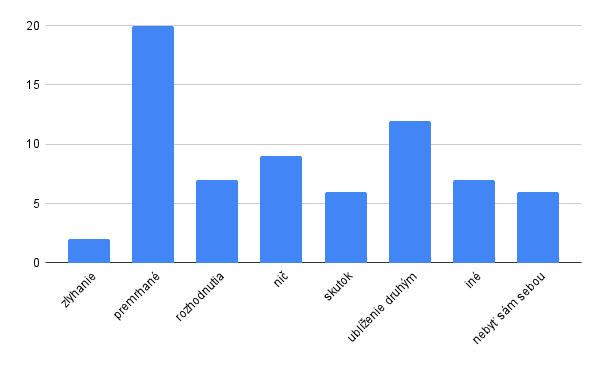 20
15
10
5
0
zlyhanie
premrhané
rozhodnutia
nič
skutok
ublíženie druhým
iné
nebyť sám sebou